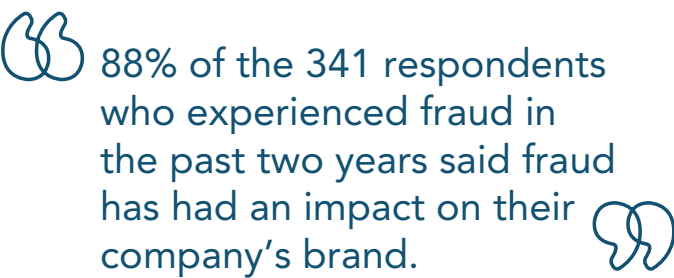 88% of the 341 respondents
who experienced fraud in
the past two years said fraud
has had an impact on their
company’s brand.